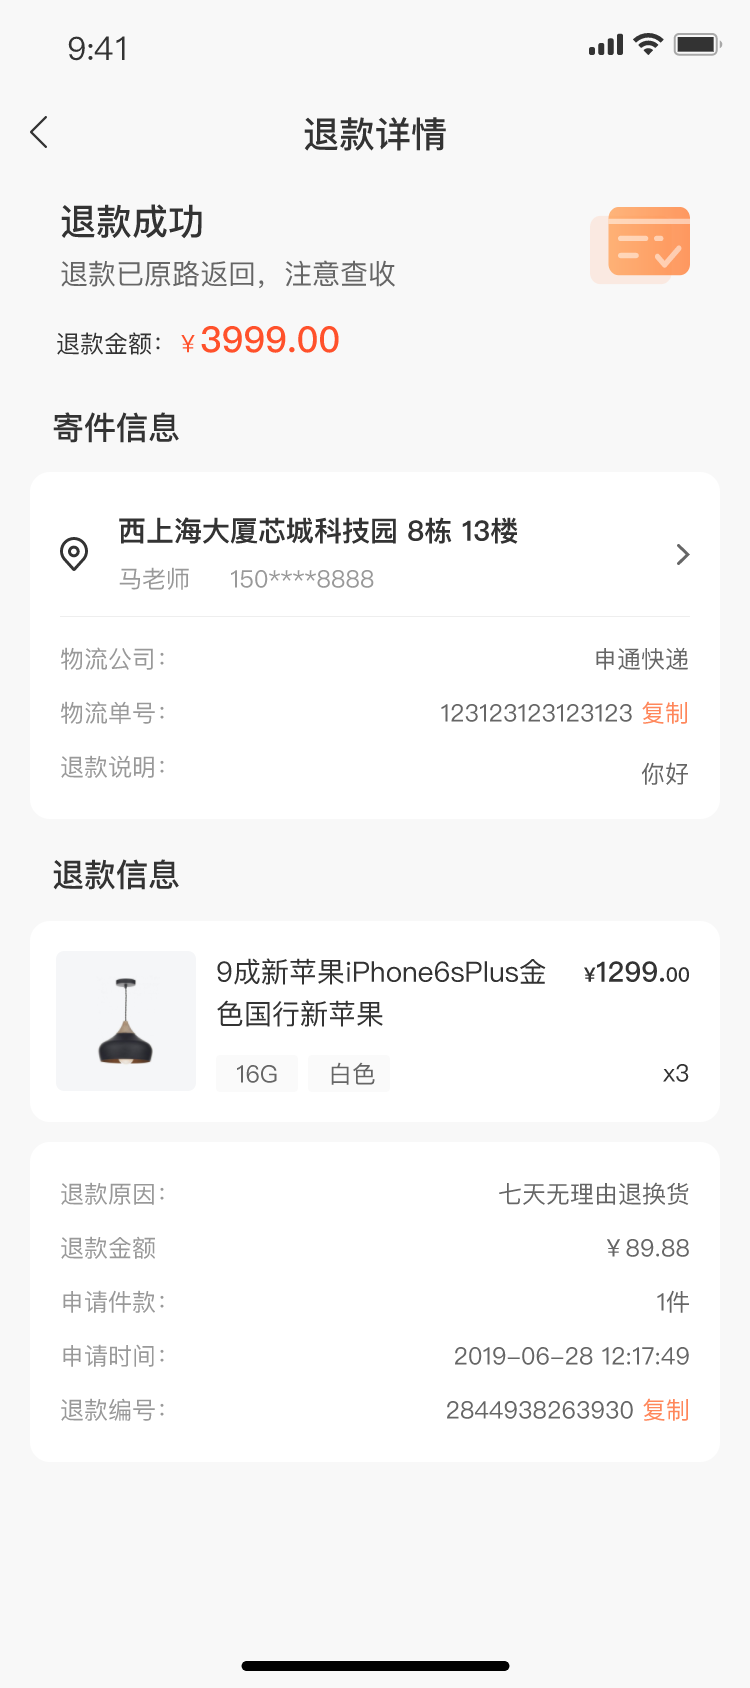 9:41
退款详情
退款成功
退款已原路返回，注意查收
退款金额： ¥3999.00
寄件信息
西上海大厦芯城科技园 8栋 13楼
马老师 150****8888
物流公司： 申通快递
物流单号： 123123123123123 复制
退款说明： 你好
退款信息
9成新苹果iPhone6sPlus金 ¥1299.00
色国行新苹果
16G 白色 x3
退款原因： 七天无理由退换货
退款金额 ¥89.88
申请件款： 1件
申请时间： 2019-06-28 12:17:49
退款编号： 2844938263930 复制